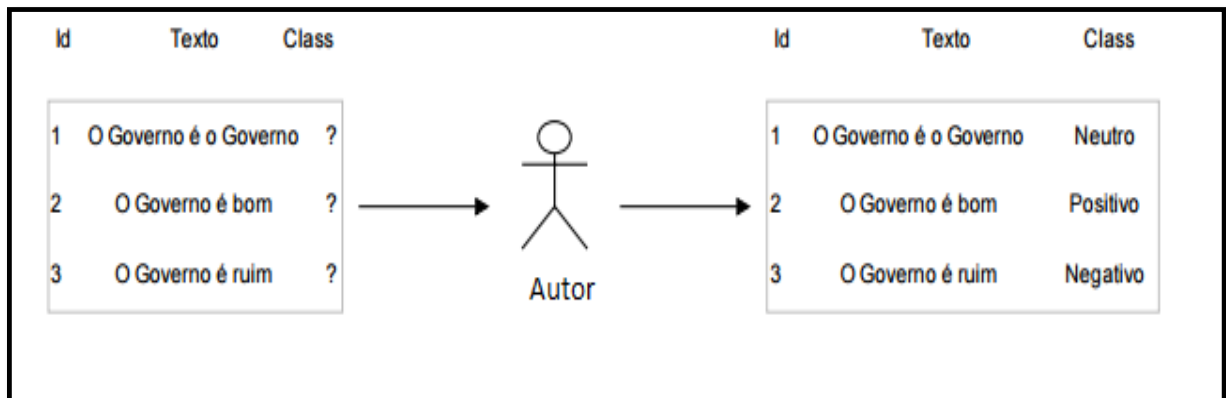 Id Texto Class Id Texto Class
1 O Governo é o Governo ? 1 O Governo é o Governo Neutro
2 O Governo é bom ? 2 O Governo é bom Positivo
3 O Governo é ruim ? 3 O Governo é ruim Negativo
Autor